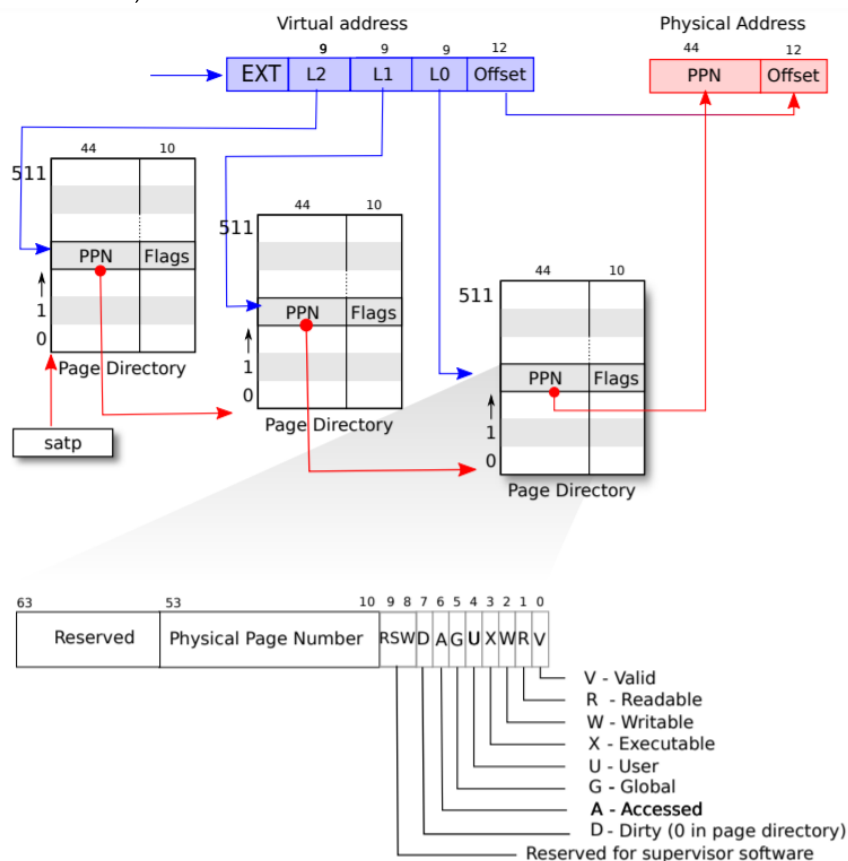 Virtual address
Physical Address
9 9 9 12
44 12
EXT L2 L1 L0 Offset
PPN Offset
44 10
511
PPN Flags
1
0
Page Directory
satp
44 10
511
PPN Flags
1
0
Page Directory
44 10
511
PPN Flags
1
0
Page Directory
63 53 10 9 8 7 6 5 4 3 2 1 0
Reserved Physical Page Number RSW D A G U X W R V
V - Valid
R - Readable
W - Writable
X - Executable
U - User
G - Global
A - Accessed
D - Dirty (0 in page directory)
Reserved for supervisor software